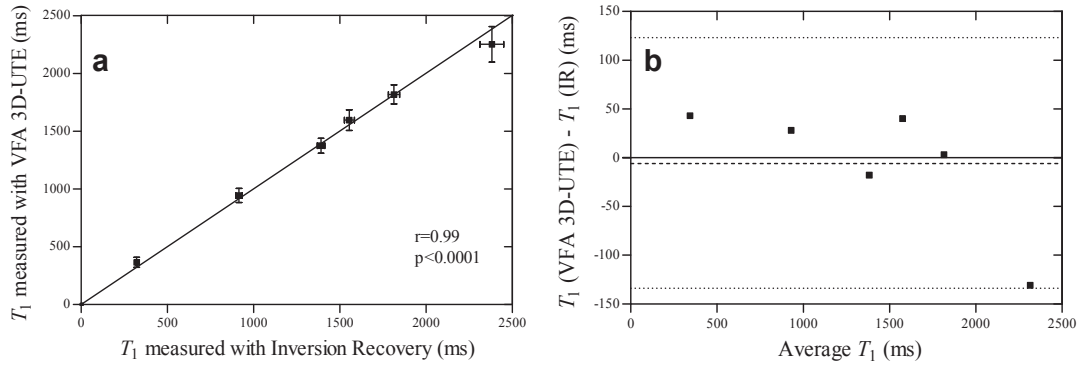 a
T1 measured with VFA 3D-UTE (ms)
2500
2000
1500
1000
500
0
r=0.99
p<0.0001
0 500 1000 1500 2000 2500
T1 measured with Inversion Recovery (ms)
b
T1 (VFA 3D-UTE) - T1 (IR) (ms)
150
100
50
0
-50
-100
-150
0 500 1000 1500 2000 2500
Average T1 (ms)